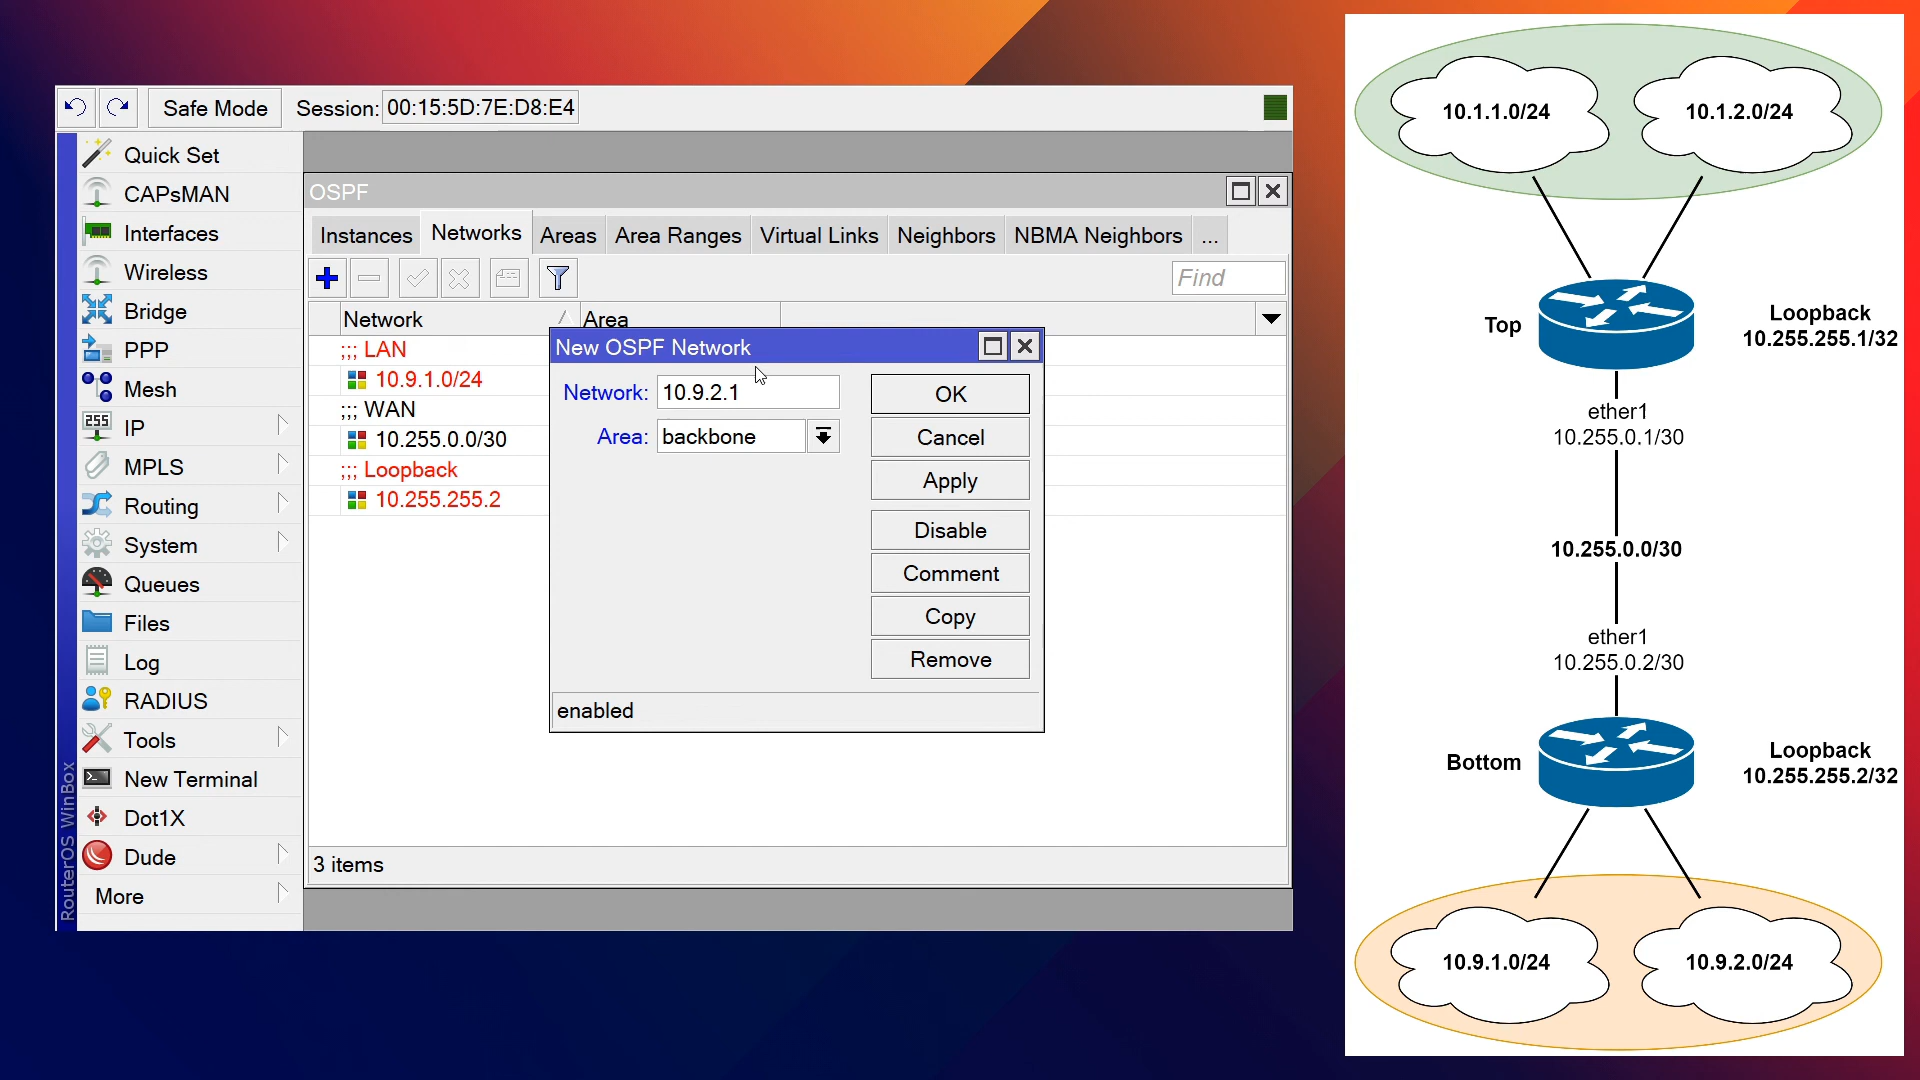 Safe Mode
Session: 00:15:5D:7E:D8:E4
RouterOS WinBox
Quick Set
CAPsMAN
Interfaces
Wireless
Bridge
PPP
Mesh
255
IP
MPLS
Routing
System
Queues
Files
Log
RADIUS
Tools
New Terminal
Dot1X
Dude
More
OSPF
Instances Networks Areas Area Ranges Virtual Links Neighbors NBMA Neighbors ...
Find
Network Area
;;; LAN
10.9.1.0/24
;;; WAN
10.255.0.0/30
;;; Loopback
10.255.255.2
3 items
New OSPF Network
Network: 10.9.2.1
Area: backbone
OK
Cancel
Apply
Disable
Comment
Copy
Remove
enabled
10.1.1.0/24
10.1.2.0/24
Top
Loopback
10.255.255.1/32
ether1
10.255.0.1/30
10.255.0.0/30
ether1
10.255.0.2/30
Bottom
Loopback
10.255.255.2/32
10.9.1.0/24
10.9.2.0/24